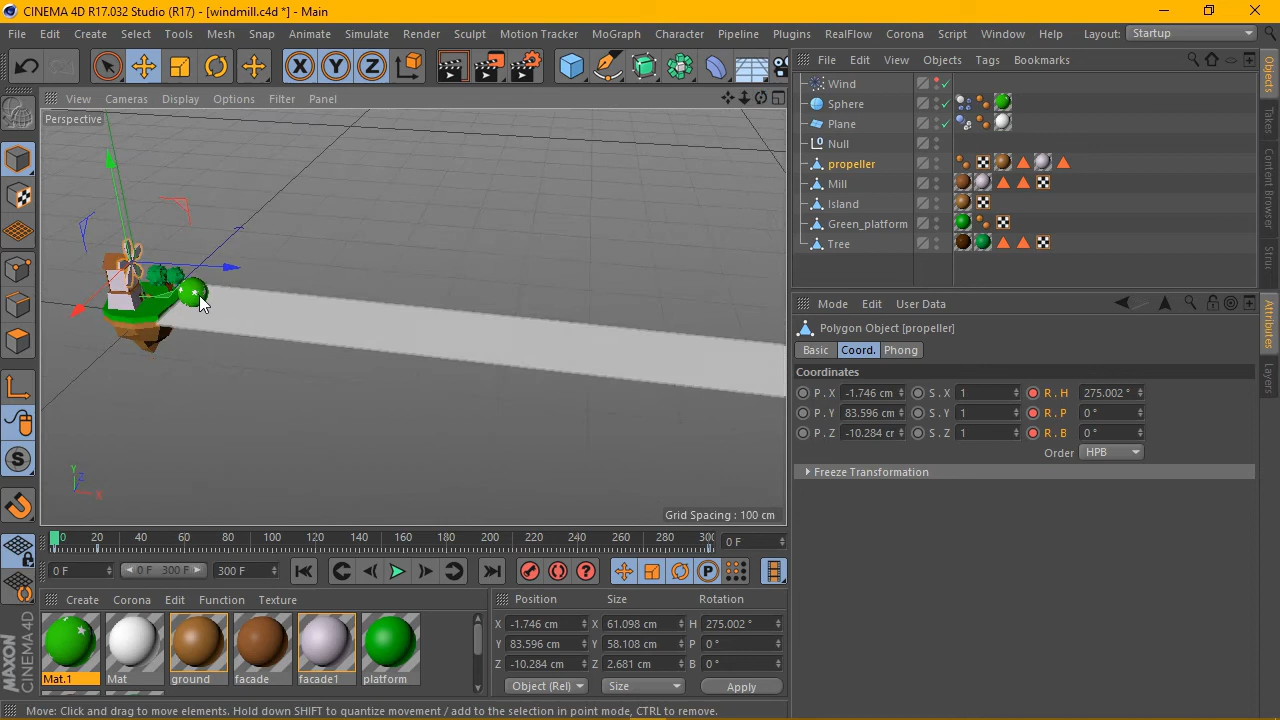 CINEMA 4D R17.032 Studio (R17) - [windmill.c4d *] - Main
File Edit Create Select Tools Mesh Snap Animate Simulate Render Sculpt Motion Tracker MoGraph Character Pipeline Plugins RealFlow Corona Script Window Help Layout: Startup
X Y Z
View Cameras Display Options Filter Panel
Perspective
Grid Spacing : 100 cm
File Edit View Objects Tags Bookmarks
Wind
Sphere
Plane
Null
propeller
Mill
Island
Green_platform
Tree
Objects
Takes
Content Browser
Struc
Mode Edit User Data
Polygon Object [propeller]
Basic Coord. Phong
Coordinates
P . X -1.746 cm S . X 1 R . H 275.002 °
P . Y 83.596 cm S . Y 1 R . P 0 °
P . Z -10.284 cr S . Z 1 R . B 0 °
Order HPB
Freeze Transformation
Attributes
Layers
Y
Z
X
0 20 40 60 80 100 120 140 160 180 200 220 240 260 280 0 F
0 F 0 F 300 F 300 F
Create Corona Edit Function Texture
Mat.1 Mat ground facade facade1 platform
Position Size Rotation
X -1.746 cm X 61.098 cm H 275.002 °
Y 83.596 cm Y 58.108 cm P 0 °
Z -10.284 cm Z 2.681 cm B 0 °
Object (Rel) Size Apply
MAXON
CINEMA 4D
Move: Click and drag to move elements. Hold down SHIFT to quantize movement / add to the selection in point mode, CTRL to remove.